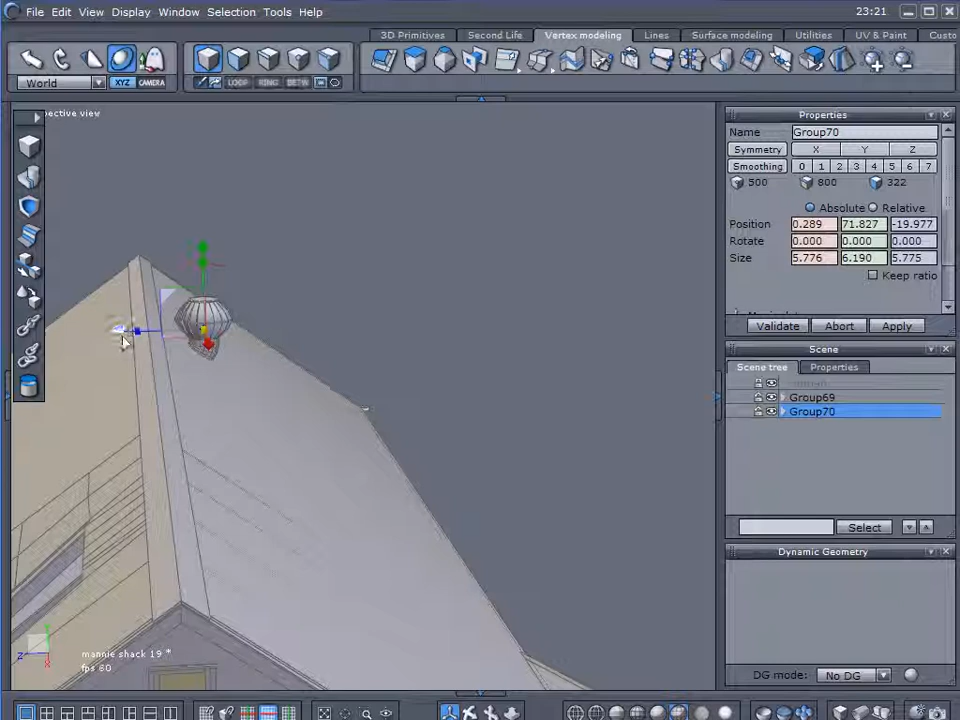 File Edit View Display Window Selection Tools Help 23:21
3D Primitives Second Life Vertex modeling Lines Surface modeling Utilities UV & Paint Custo
World XYZ CAMERA LOOP RING BETW
pective view
Properties
Name Group70
Symmetry X Y Z
Smoothing 0 1 2 3 4 5 6 7
500 800 322
Absolute Relative
Position 0.289 71.827 -19.977
Rotate 0.000 0.000 0.000
Size 5.776 6.190 5.775
Keep ratio
Validate Abort Apply
Scene
Scene tree Properties
Group69
Group70
Select
Dynamic Geometry
DG mode: No DG
Y
Z
X
mannie shack 19 *
fps 60